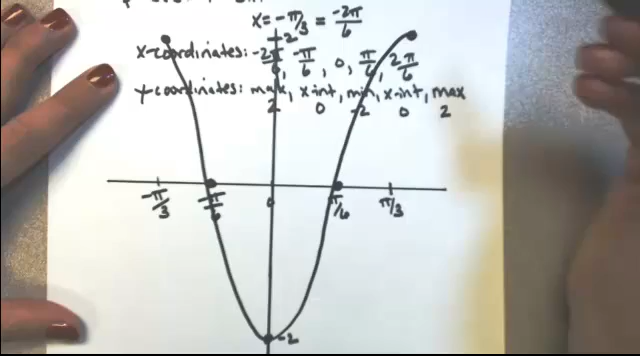 x = -π/3 = -2π/6
2
x-coordinates: -2π/6, -π/6, 0, π/6, 2π/6
y-coordinates: max, x-int, min, x-int, max
2 0 -2 0 2
-π/3 -π/6 0 π/6 π/3
-2